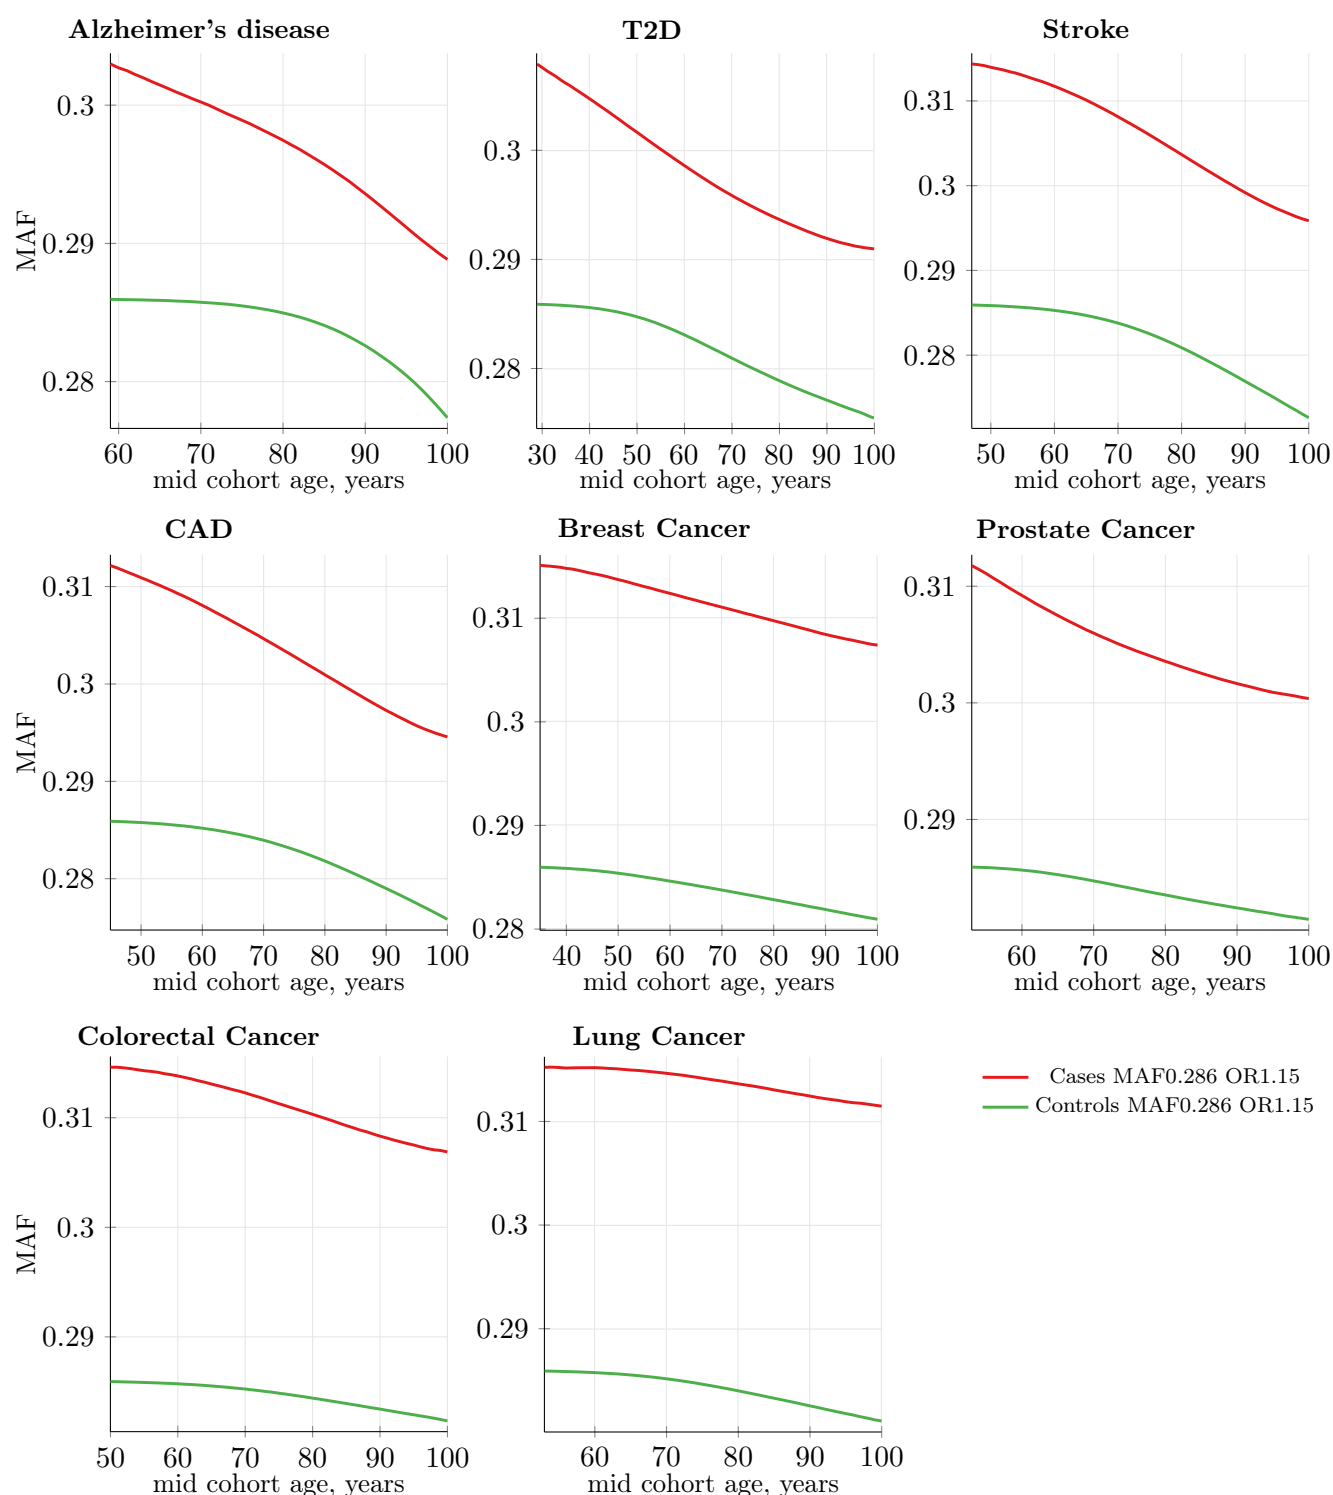 Alzheimer's disease
0.3
0.29
0.28
MAF
60 70 80 90 100
mid cohort age, years
T2D
0.3
0.29
0.28
30 40 50 60 70 80 90 100
mid cohort age, years
Stroke
0.31
0.3
0.29
0.28
50 60 70 80 90 100
mid cohort age, years
CAD
0.31
0.3
0.29
0.28
MAF
50 60 70 80 90 100
mid cohort age, years
Breast Cancer
0.31
0.3
0.29
0.28
40 50 60 70 80 90 100
mid cohort age, years
Prostate Cancer
0.31
0.3
0.29
60 70 80 90 100
mid cohort age, years
Colorectal Cancer
0.31
0.3
0.29
MAF
50 60 70 80 90 100
mid cohort age, years
Lung Cancer
0.31
0.3
0.29
60 70 80 90 100
mid cohort age, years
Cases MAF0.286 OR1.15
Controls MAF0.286 OR1.15